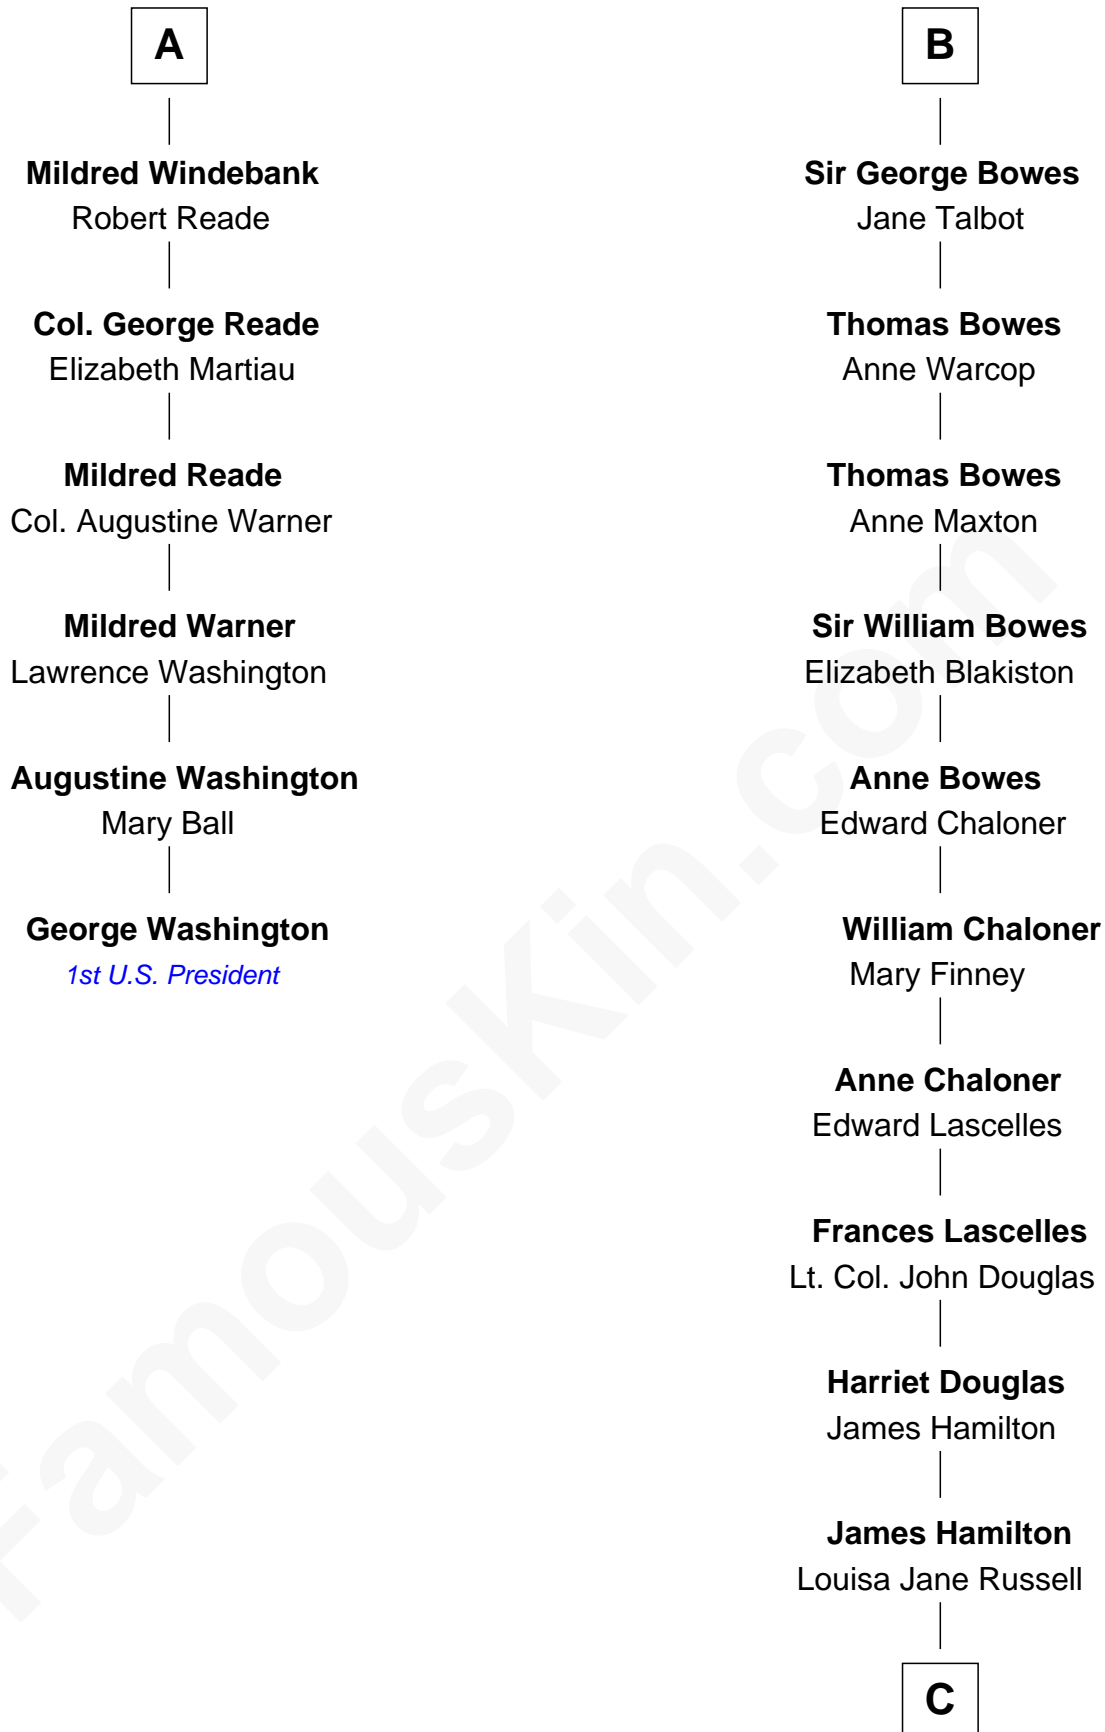 A
Mildred Windebank
Robert Reade
Col. George Reade
Elizabeth Martiau
Mildred Reade
Col. Augustine Warner
Mildred Warner
Lawrence Washington
Augustine Washington
Mary Ball
George Washington
1st U.S. President
B
Sir George Bowes
Jane Talbot
Thomas Bowes
Anne Warcop
Thomas Bowes
Anne Maxton
Sir William Bowes
Elizabeth Blakiston
Anne Bowes
Edward Chaloner
William Chaloner
Mary Finney
Anne Chaloner
Edward Lascelles
Frances Lascelles
Lt. Col. John Douglas
Harriet Douglas
James Hamilton
James Hamilton
Louisa Jane Russell
C
FamousKin.com